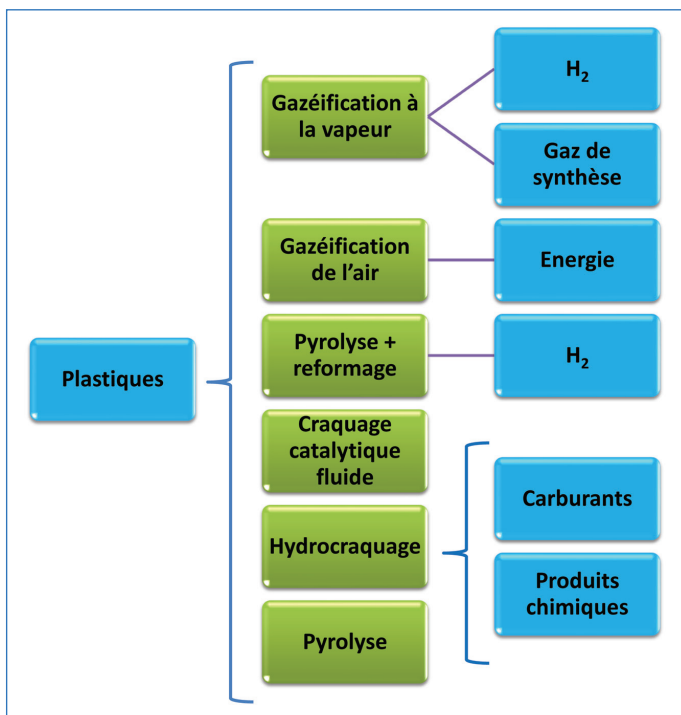 Plastiques
Gazéification à
la vapeur
Gazéification
de l'air
Pyrolyse +
reformage
Craquage
catalytique
fluide
Hydrocraquage
Pyrolyse
H₂
Gaz de
synthèse
Energie
H₂
Carburants
Produits
chimiques